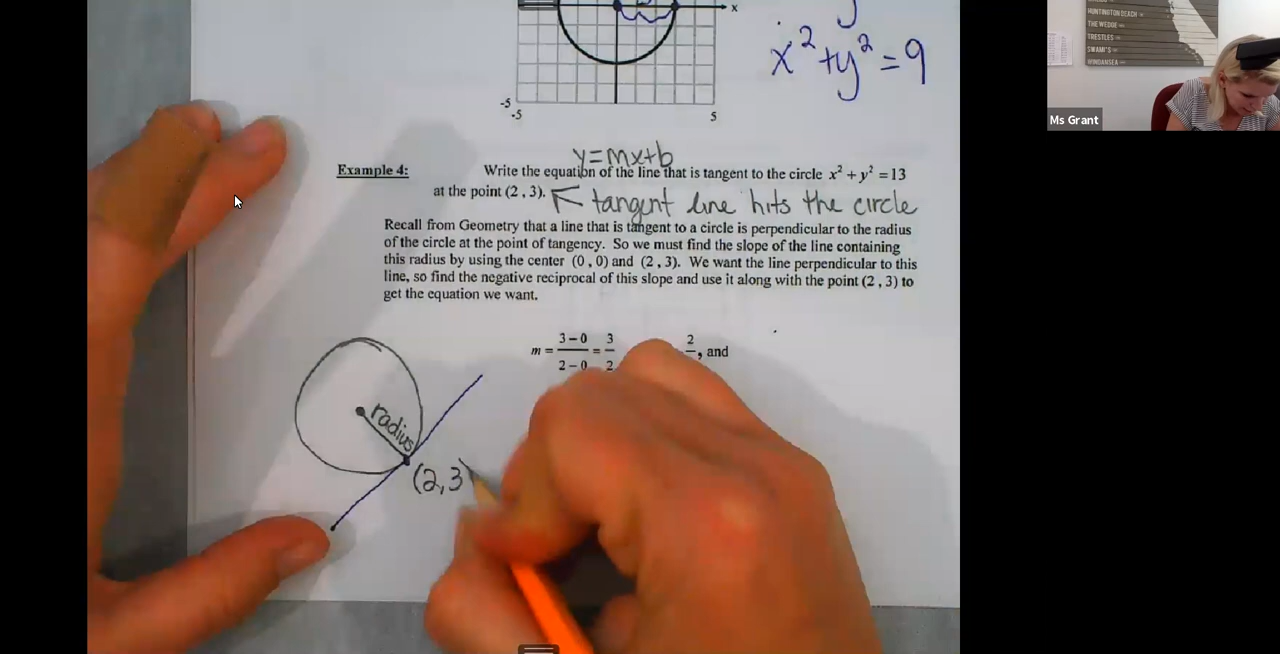 x
-5
-5
5
x² + y² = 9
y = mx + b
Example 4: Write the equation of the line that is tangent to the circle x² + y² = 13
at the point (2 , 3). tangent line hits the circle
Recall from Geometry that a line that is tangent to a circle is perpendicular to the radius
of the circle at the point of tangency. So we must find the slope of the line containing
this radius by using the center (0 , 0) and (2 , 3). We want the line perpendicular to this
line, so find the negative reciprocal of this slope and use it along with the point (2 , 3) to
get the equation we want.
m = 3 – 0 / 2 – 0 = 3 / 2
2 , and
radius
(2,3)
HUNTINGTON BEACH
THE WEDGE
TRESTLES
SWAMI'S
WINDANSEA
Ms Grant